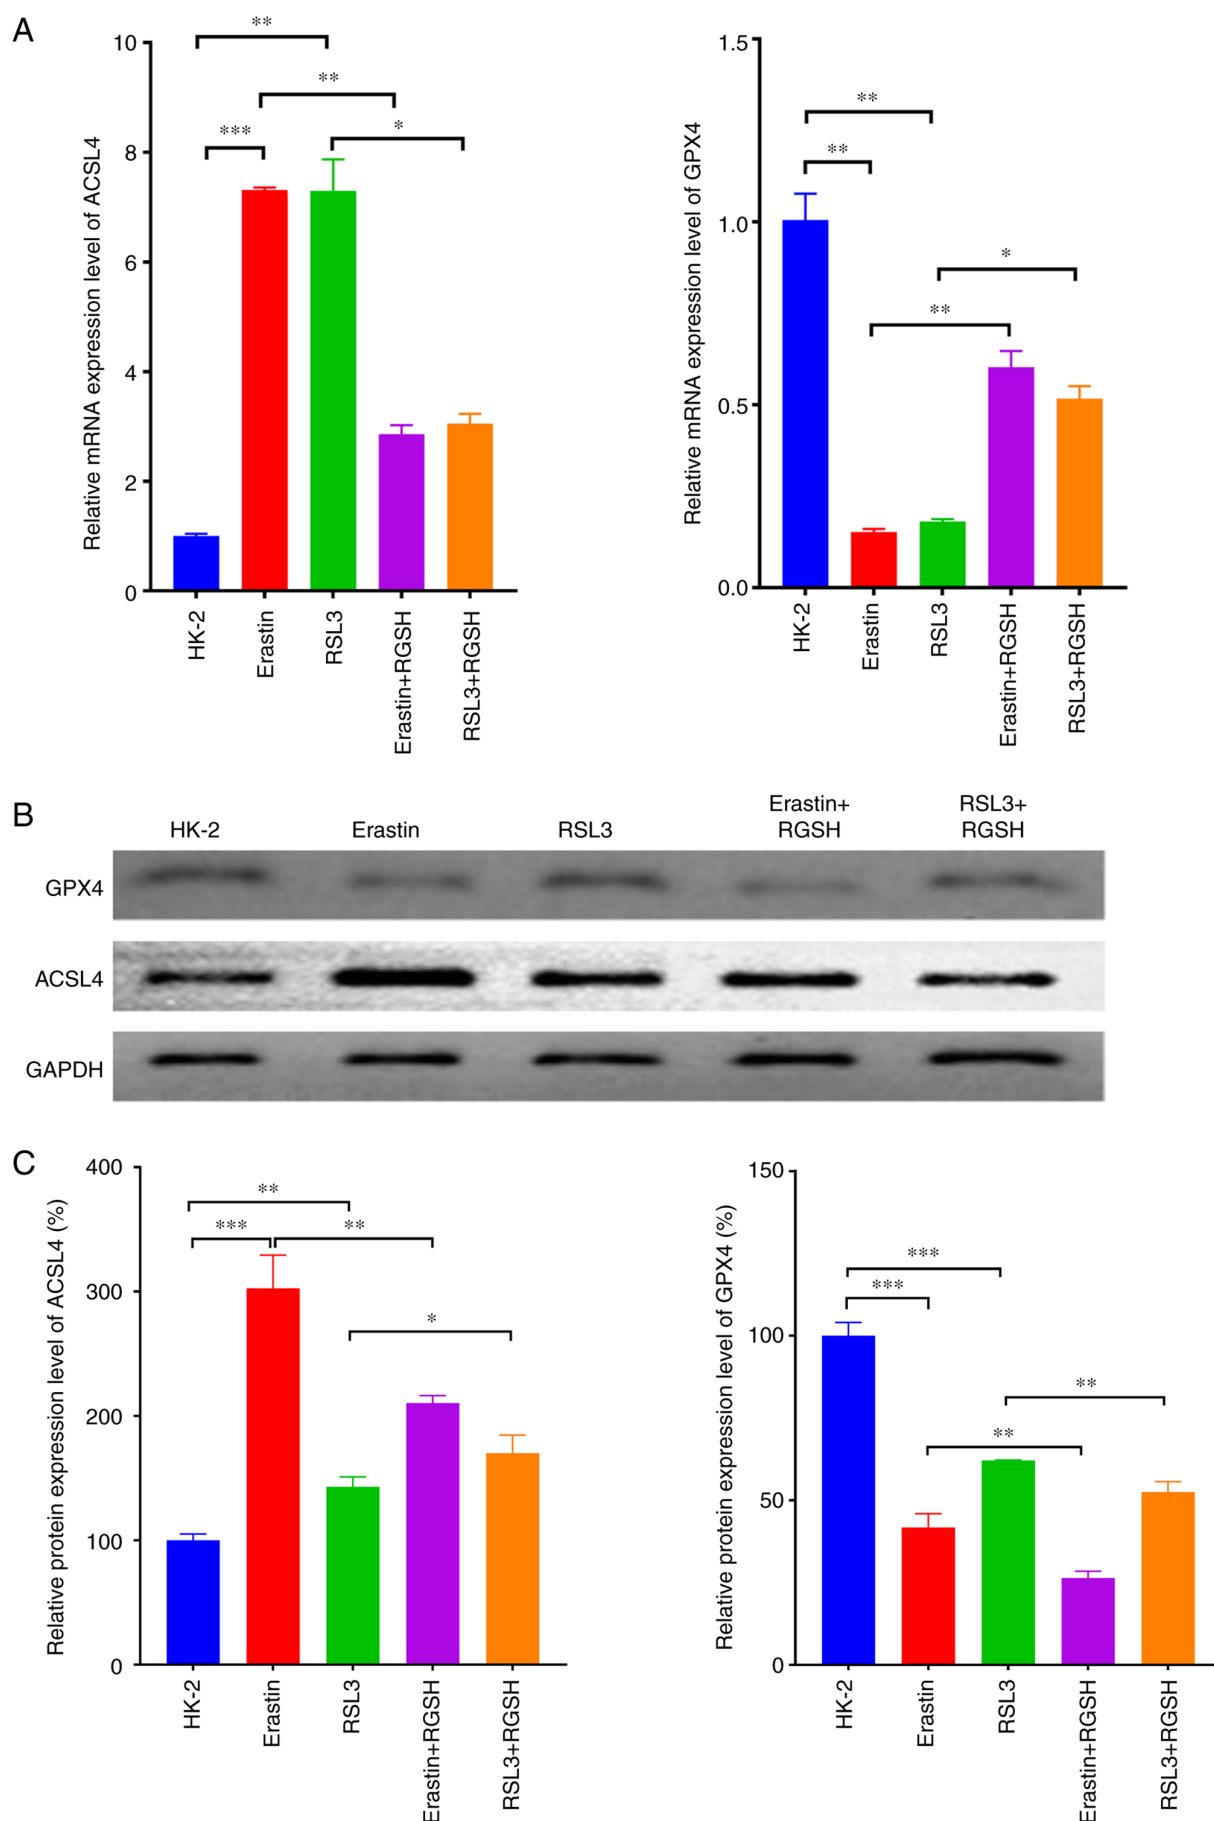 A
Relative mRNA expression level of ACSL4
10
8
6
4
2
0
**
**
***
*
HK-2
Erastin
RSL3
Erastin+RGSH
RSL3+RGSH
Relative mRNA expression level of GPX4
1.5
1.0
0.5
0.0
**
**
*
**
HK-2
Erastin
RSL3
Erastin+RGSH
RSL3+RGSH
B
HK-2
Erastin
RSL3
Erastin+
RGSH
RSL3+
RGSH
GPX4
ACSL4
GAPDH
C
Relative protein expression level of ACSL4 (%)
400
300
200
100
0
**
***
**
*
HK-2
Erastin
RSL3
Erastin+RGSH
RSL3+RGSH
Relative protein expression level of GPX4 (%)
150
100
50
0
***
***
**
**
HK-2
Erastin
RSL3
Erastin+RGSH
RSL3+RGSH